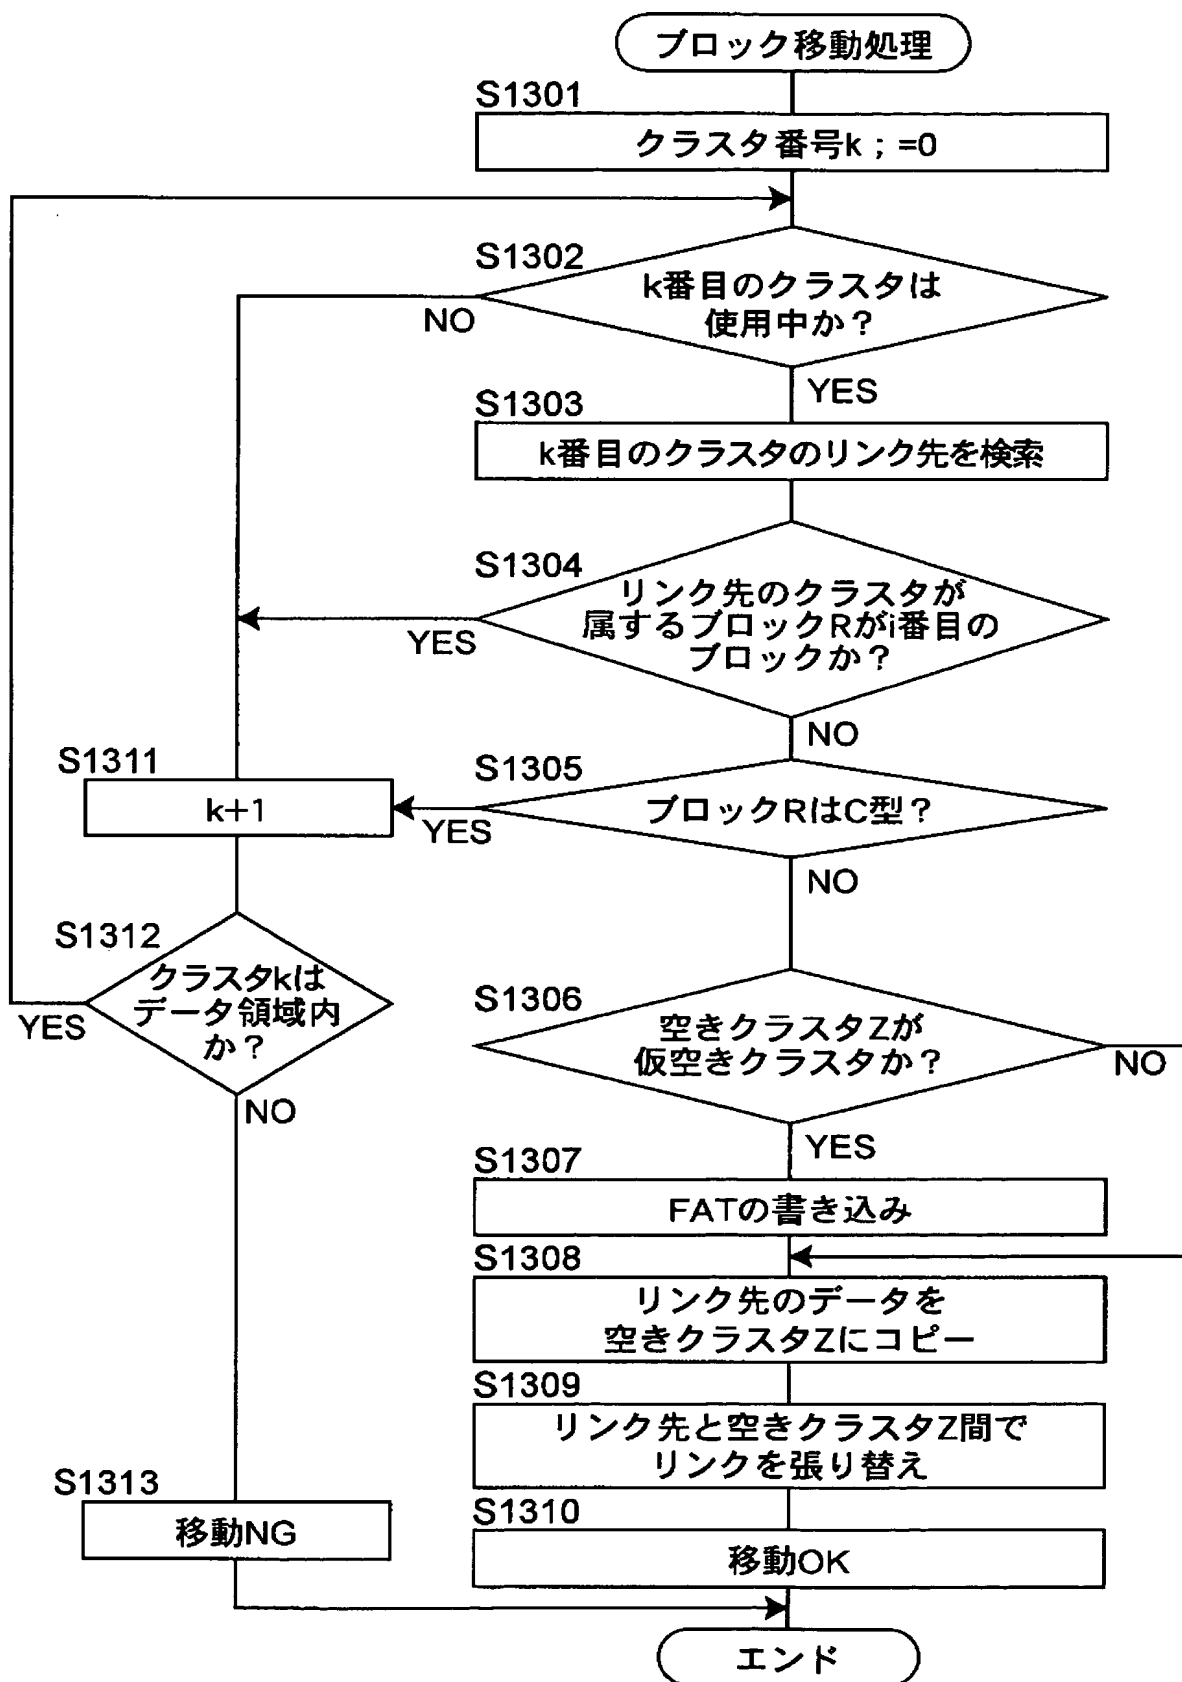 ブロック移動処理
S1301
クラスタ番号k ; =0
S1302
k番目のクラスタは
使用中か？
NO
YES
S1303
k番目のクラスタのリンク先を検索
S1304
リンク先のクラスタが
属するブロックRがi番目の
ブロックか？
YES
NO
S1311
k+1
S1305
ブロックRはC型？
YES
NO
S1312
クラスタkは
データ領域内
か？
YES
NO
S1306
空きクラスタZが
仮空きクラスタか？
NO
YES
S1307
FATの書き込み
S1308
リンク先のデータを
空きクラスタZにコピー
S1309
リンク先と空きクラスタZ間で
リンクを張り替え
S1313
移動NG
S1310
移動OK
エンド